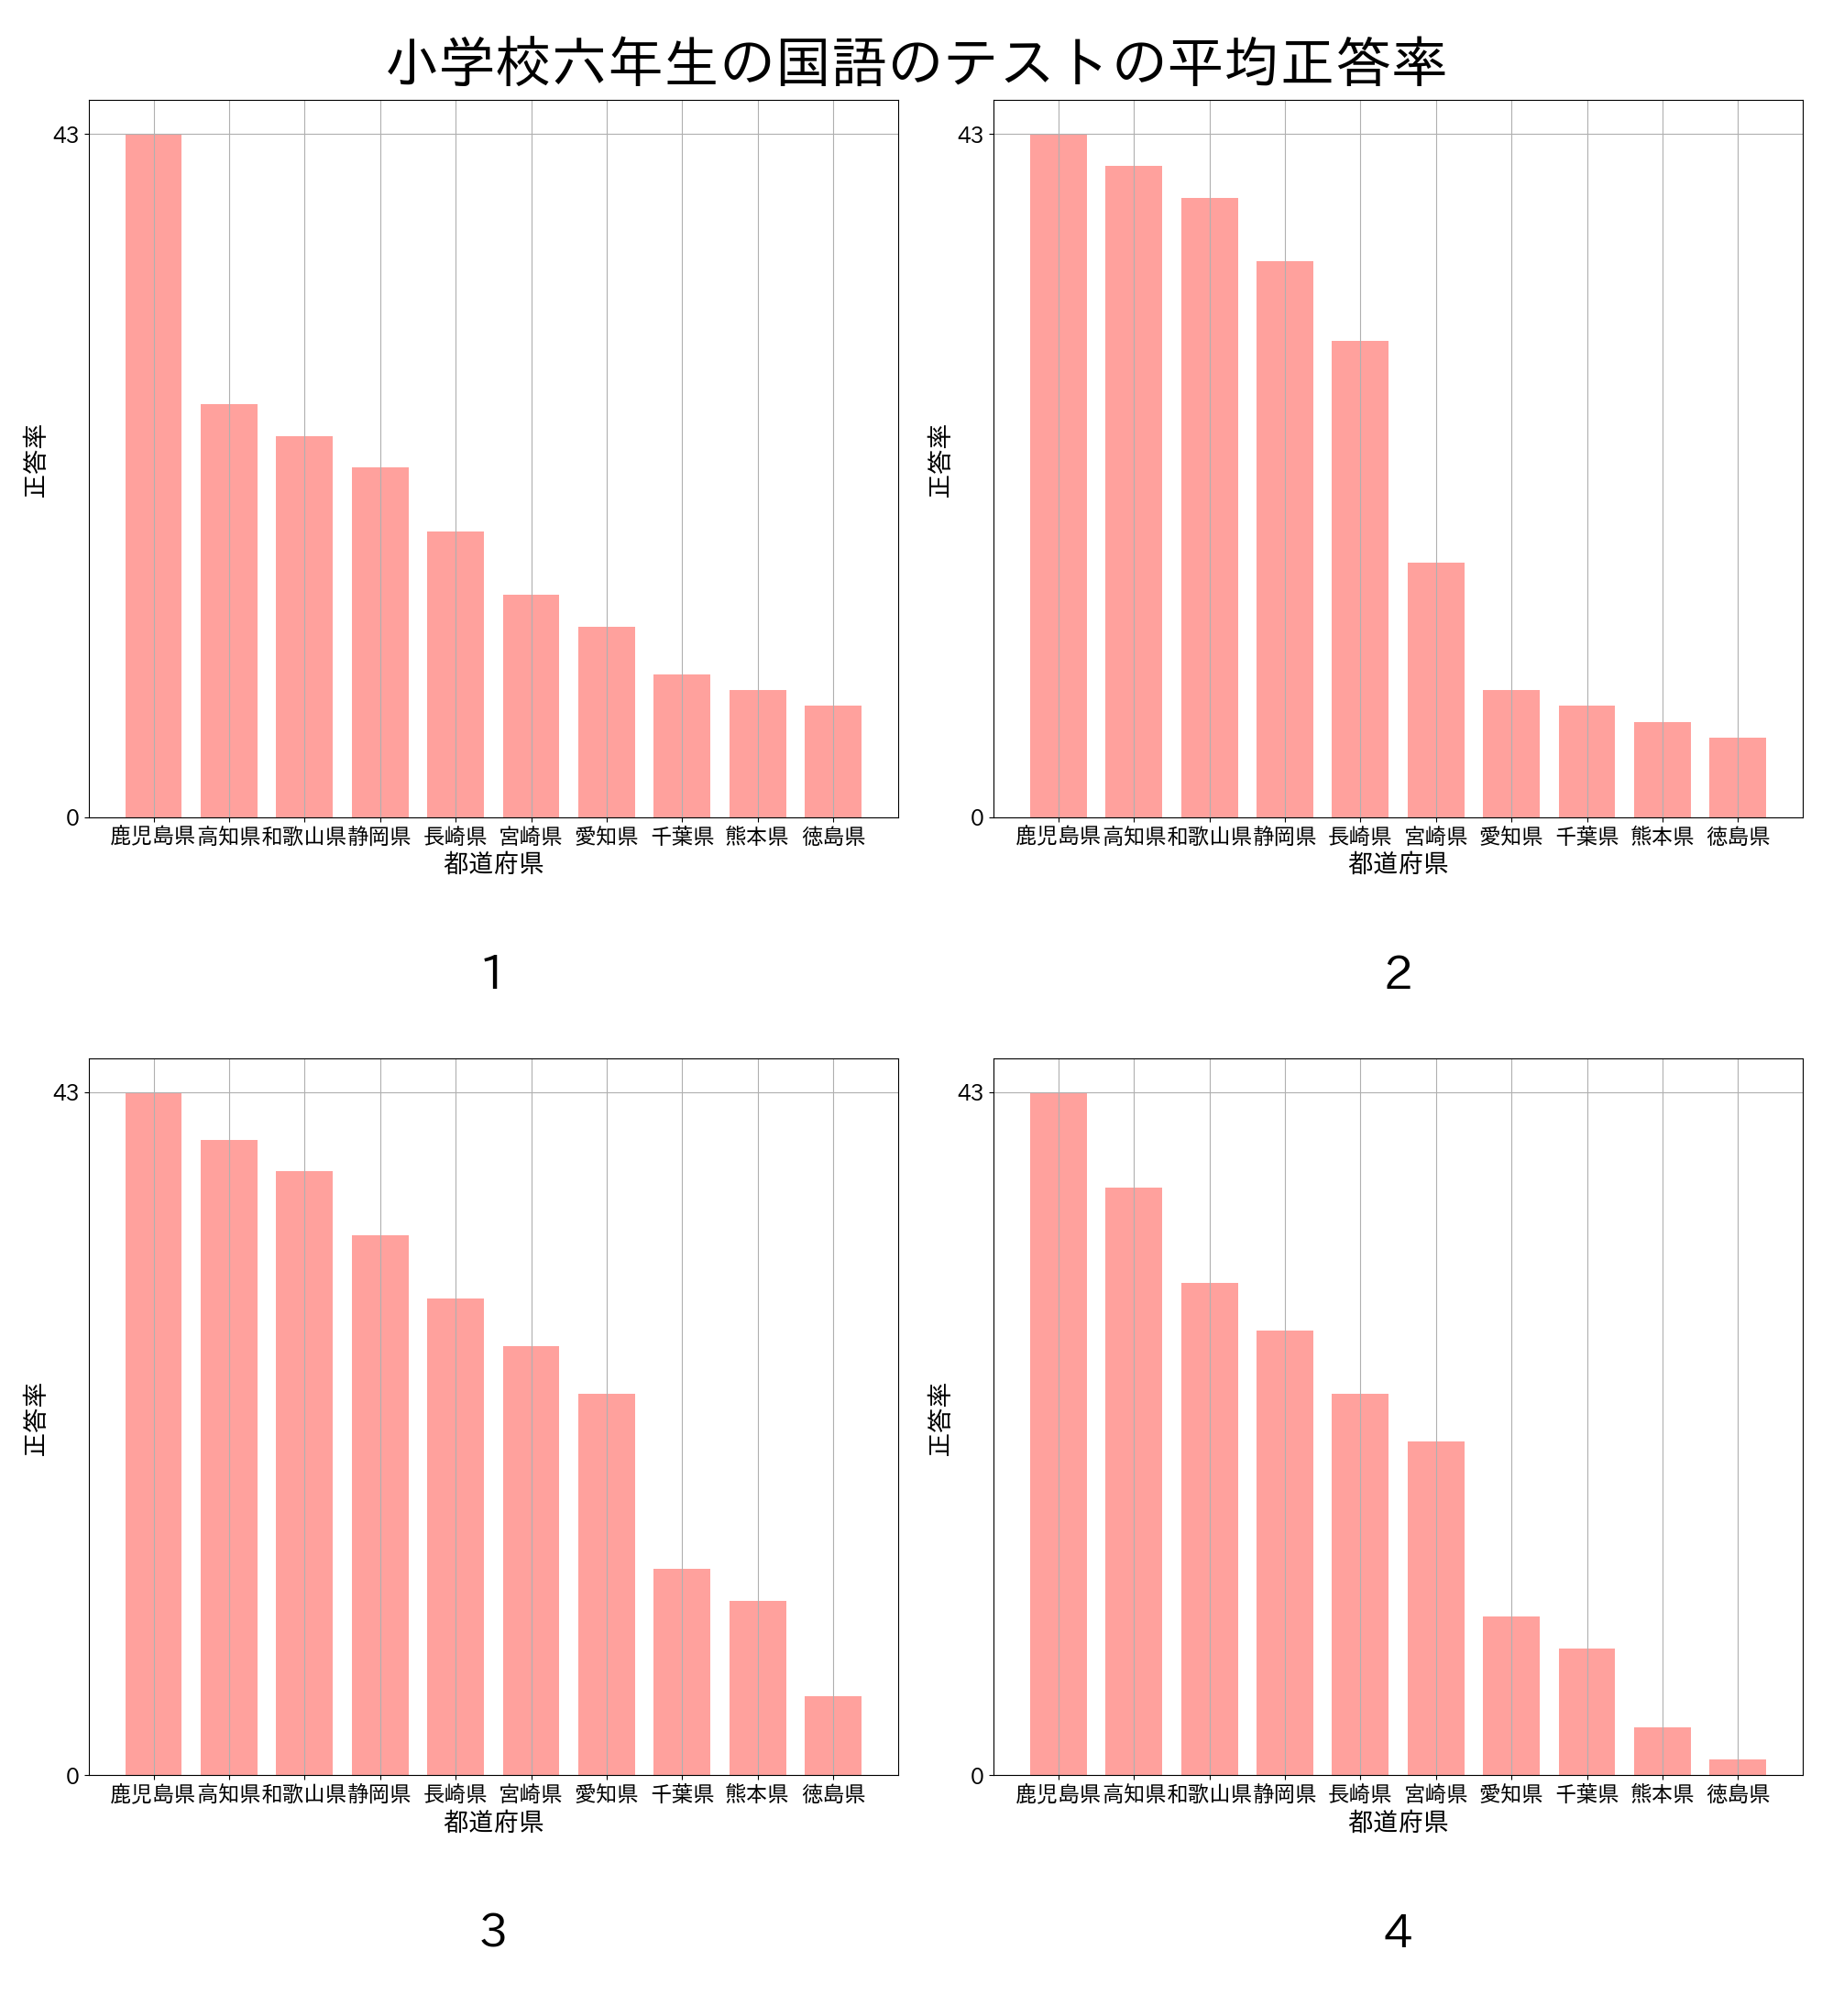 小学校六年生の国語のテストの平均正答率
43
正答率
0
鹿児島県 高知県 和歌山県 静岡県 長崎県 宮崎県 愛知県 千葉県 熊本県 徳島県
都道府県
1
43
正答率
0
鹿児島県 高知県 和歌山県 静岡県 長崎県 宮崎県 愛知県 千葉県 熊本県 徳島県
都道府県
2
43
正答率
0
鹿児島県 高知県 和歌山県 静岡県 長崎県 宮崎県 愛知県 千葉県 熊本県 徳島県
都道府県
3
43
正答率
0
鹿児島県 高知県 和歌山県 静岡県 長崎県 宮崎県 愛知県 千葉県 熊本県 徳島県
都道府県
4